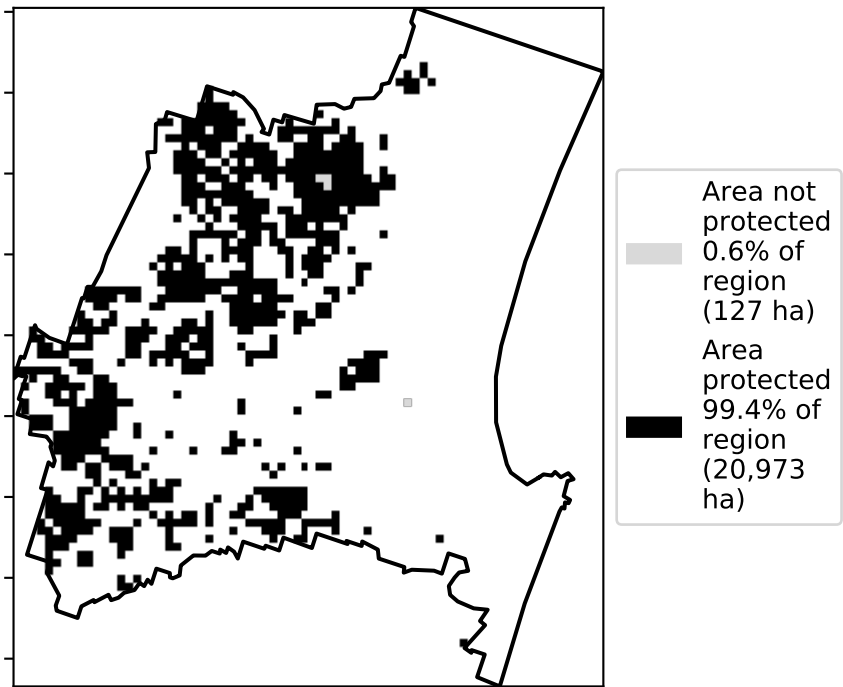 Area not
protected
0.6% of
region
(127 ha)
Area
protected
99.4% of
region
(20,973
ha)